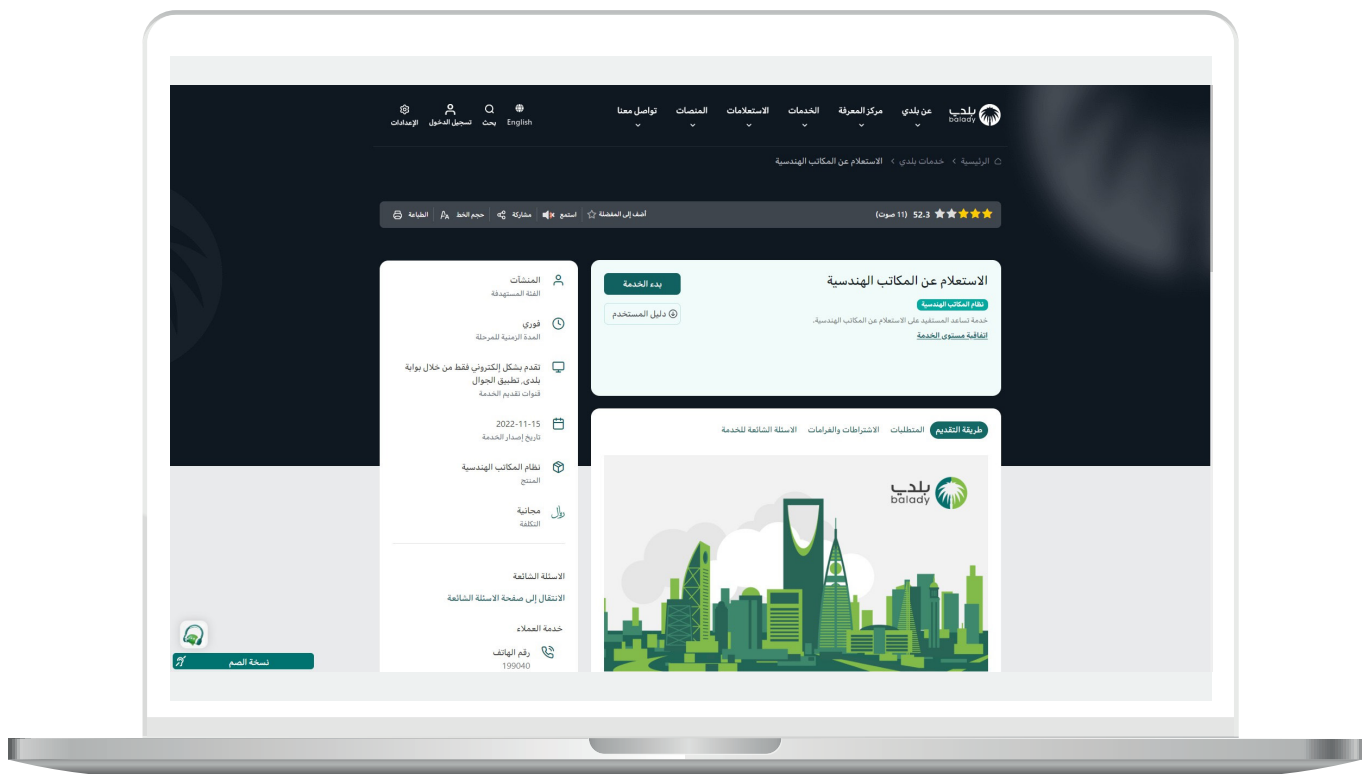 بلدي
balady
عن بلدي
مركز المعرفة
الخدمات
الاستعلامات
المنصات
تواصل معنا
English
بحث
تسجيل الدخول
الإعدادات
الرئيسية > خدمات بلدي > الاستعلام عن المكاتب الهندسية
52.3 (11 صوت)
أضف إلى المفضلة
استمع
مشاركة
حجم الخط
الطباعة
الاستعلام عن المكاتب الهندسية
نظام المكاتب الهندسية
خدمة تساعد المستفيد على الاستعلام عن المكاتب الهندسية.
اتفاقية مستوى الخدمة
بدء الخدمة
دليل المستخدم
طريقة التقديم
المتطلبات
الاشتراطات والغرامات
الاسئلة الشائعة للخدمة
بلدي
balady
المنشآت
الفئة المستهدفة
فوري
المدة الزمنية للمرحلة
تقدم بشكل إلكتروني فقط من خلال بوابة
بلدي, تطبيق الجوال
قنوات تقديم الخدمة
2022-11-15
تاريخ إصدار الخدمة
نظام المكاتب الهندسية
المنتج
مجانية
التكلفة
الاسئلة الشائعة
الانتقال إلى صفحة الاسئلة الشائعة
خدمة العملاء
رقم الهاتف
199040
نسخة الصم